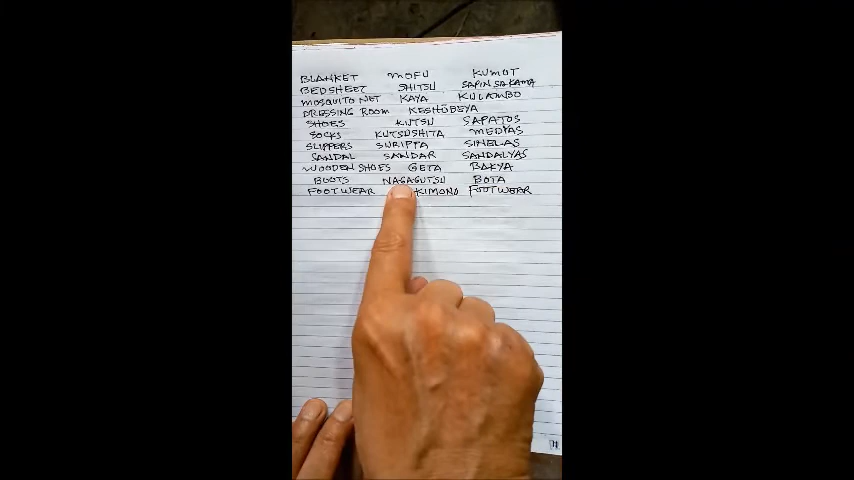 BLANKET MOFU KUMOT
BEDSHEET SHITSU SAPIN SA KAMA
MOSQUITO NET KAYA KULAMBO
DRESSING ROOM KESHŌBEYA
SHOES KUTSU SAPATOS
SOCKS KUTSUSHITA MEDYAS
SLIPPERS SURIPPA SINELAS
SANDAL SANDAR SANDALYAS
WOODEN SHOES GETA BAKYA
BOOTS NAGAGUTSU BOTA
FOOTWEAR KIMONO FOOTWEAR